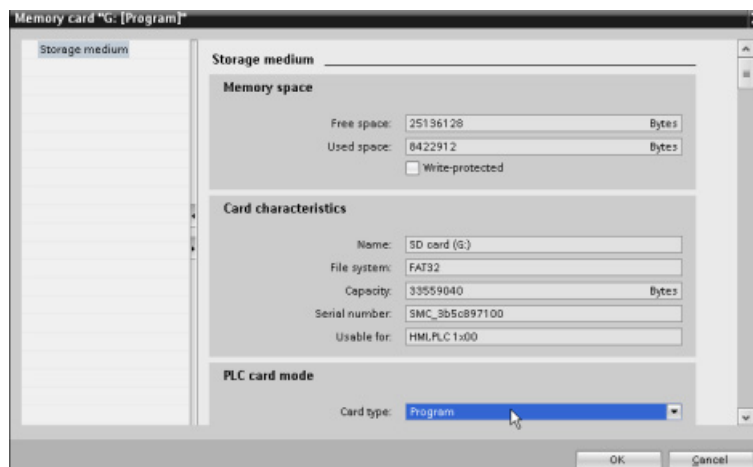 Memory card "G: [Program]"
Storage medium
Storage medium
Memory space
Free space: 25136128 Bytes
Used space: 8422912 Bytes
Write-protected
Card characteristics
Name: SD card (G:)
File system: FAT32
Capacity: 33559040 Bytes
Serial number: SMC_3b5c897100
Usable for: HMI,PLC 1x00
PLC card mode
Card type: Program
OK Cancel